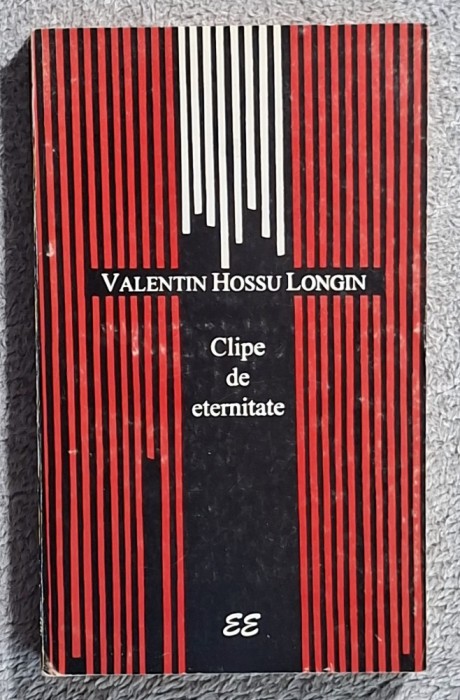 VALENTIN HOSSU LONGIN
Clipe
de
eternitate
EE